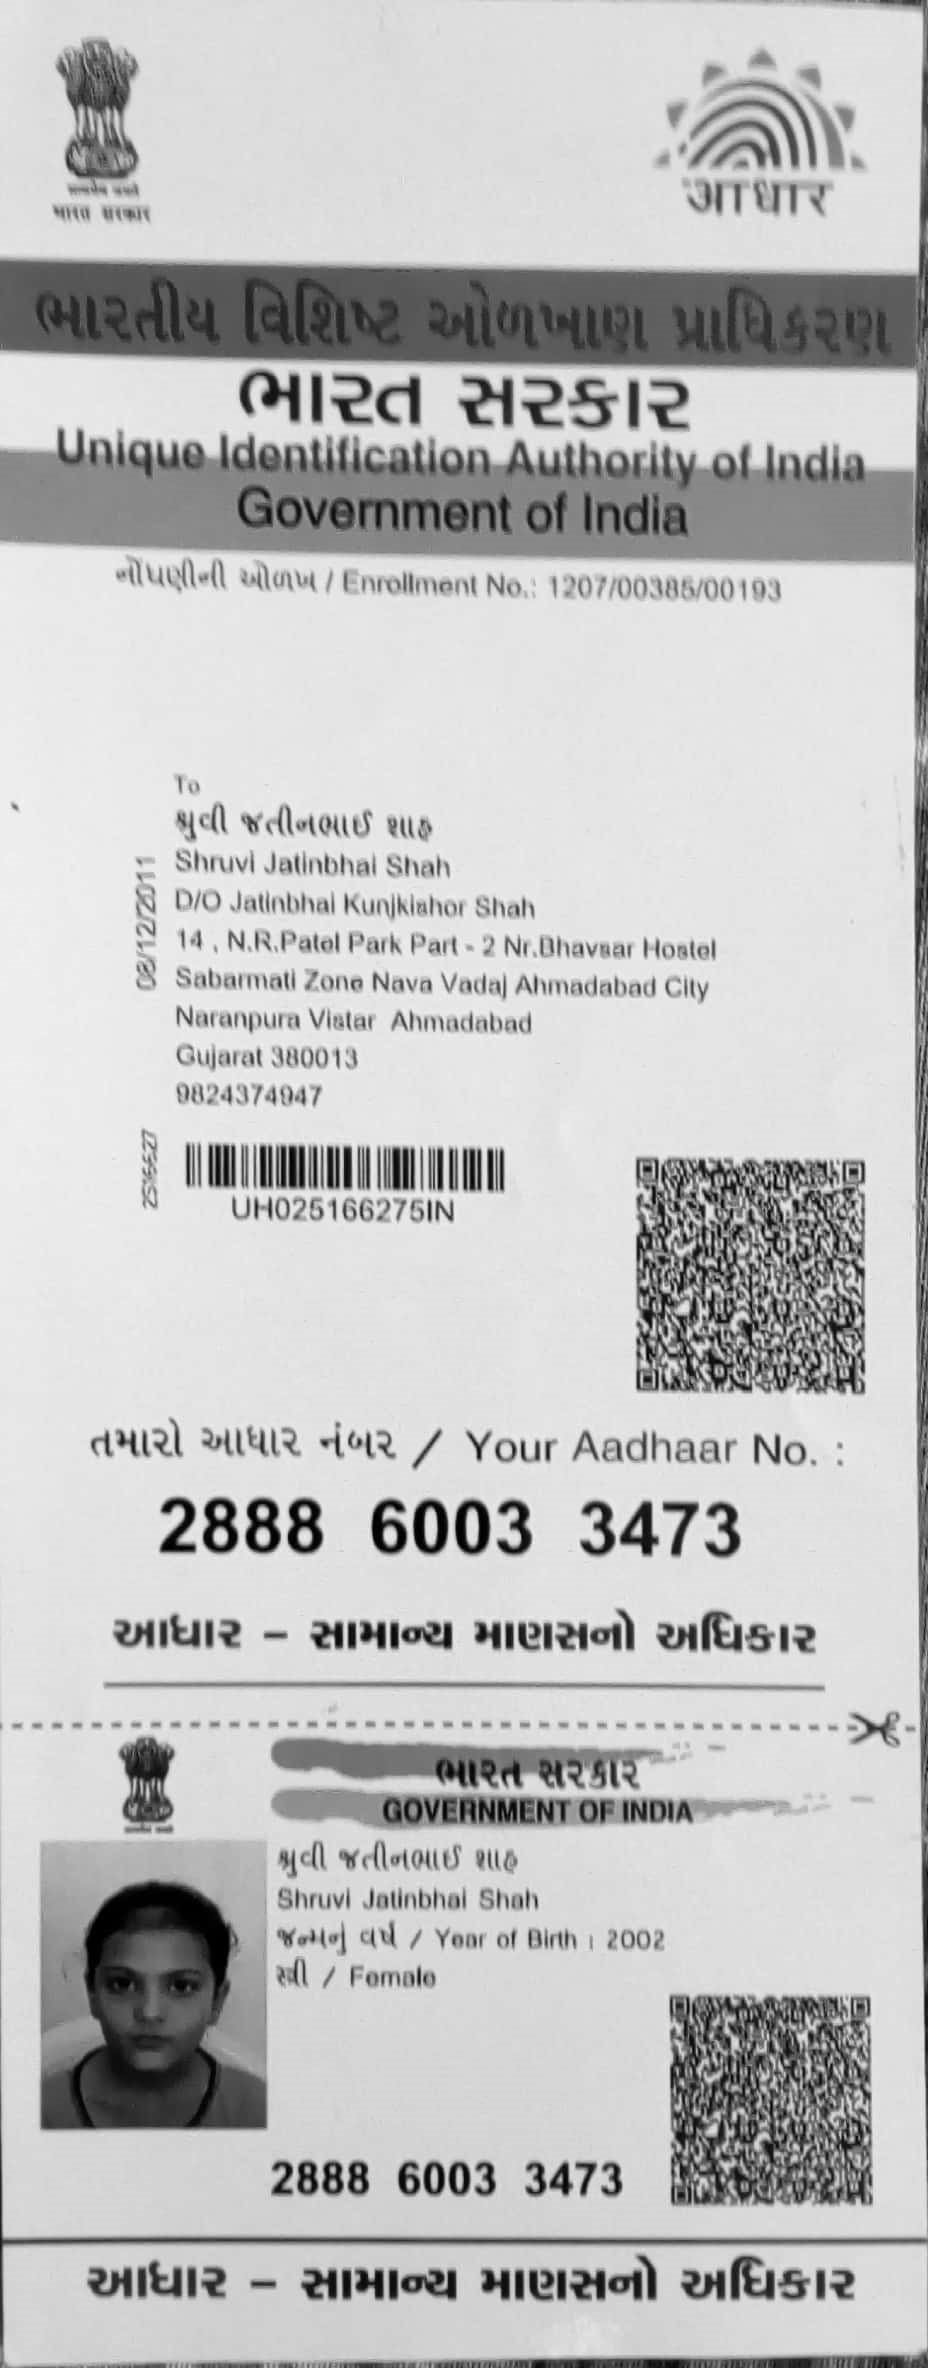 सत्यमेव जयते
भारत सरकार
आधार
ભારતીય વિશિષ્ટ ઓળખાણ પ્રાધિકરણ
ભારત સરકાર
Unique Identification Authority of India
Government of India
નોંધણીની ઓળખ / Enrollment No.: 1207/00385/00193
To
શ્રુવી જતીનભાઈ શાહ
Shruvi Jatinbhai Shah
D/O Jatinbhai Kunjkishor Shah
14 , N.R.Patel Park Part - 2 Nr.Bhavsar Hostel
Sabarmati Zone Nava Vadaj Ahmadabad City
Naranpura Vistar Ahmadabad
Gujarat 380013
9824374947
08/12/2011
UH025166275IN
તમારો આધાર નંબર / Your Aadhaar No. :
2888 6003 3473
આધાર – સામાન્ય માણસનો અધિકાર
ભારત સરકાર
GOVERNMENT OF INDIA
શ્રુવી જતીનભાઈ શાહ
Shruvi Jatinbhai Shah
જન્મનું વર્ષ / Year of Birth : 2002
સ્ત્રી / Female
2888 6003 3473
આધાર – સામાન્ય માણસનો અધિકાર